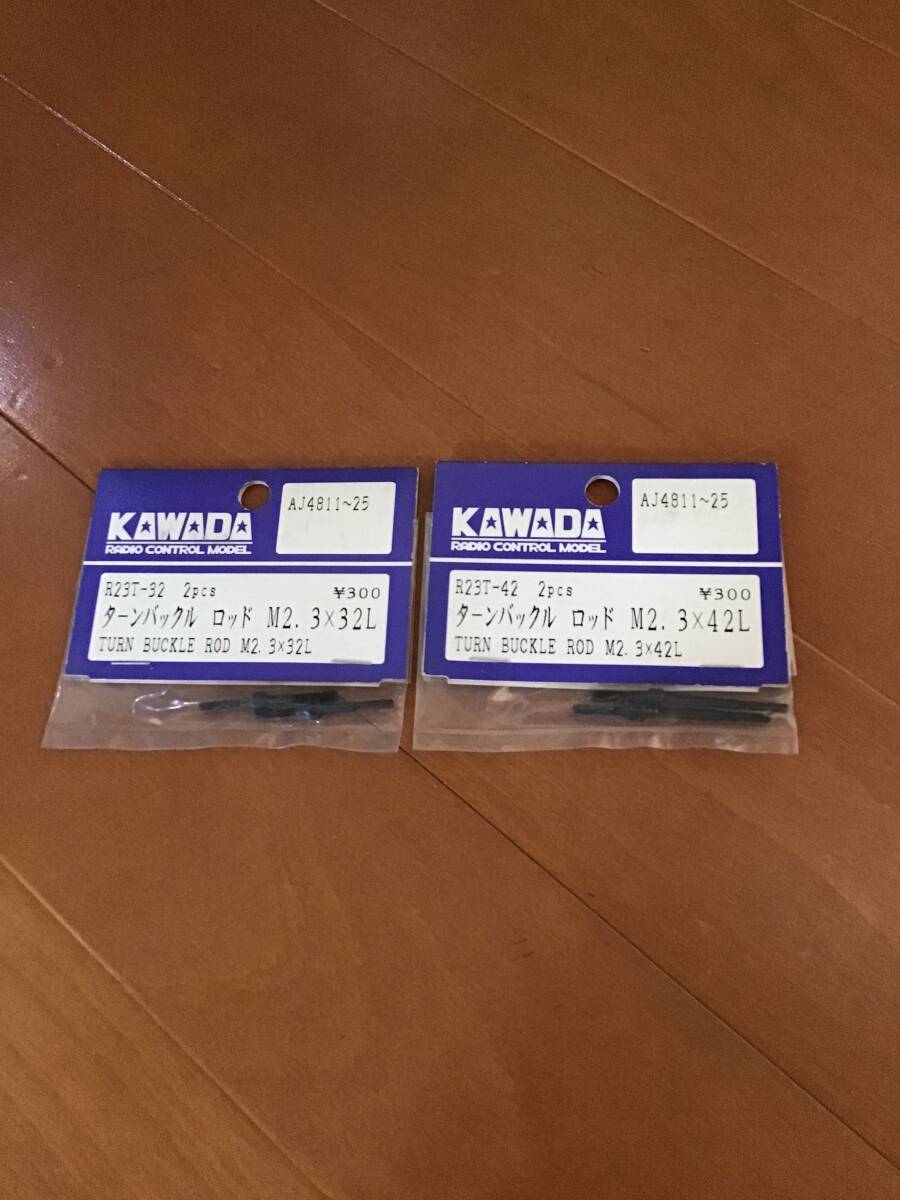 KAWADA
RADIO CONTROL MODEL
AJ4811~25
R23T-32 2pcs ¥300
ターンバックル ロッド M2.3×32L
TURN BUCKLE ROD M2.3×32L
KAWADA
RADIO CONTROL MODEL
AJ4811~25
R23T-42 2pcs ¥300
ターンバックル ロッド M2.3×42L
TURN BUCKLE ROD M2.3×42L